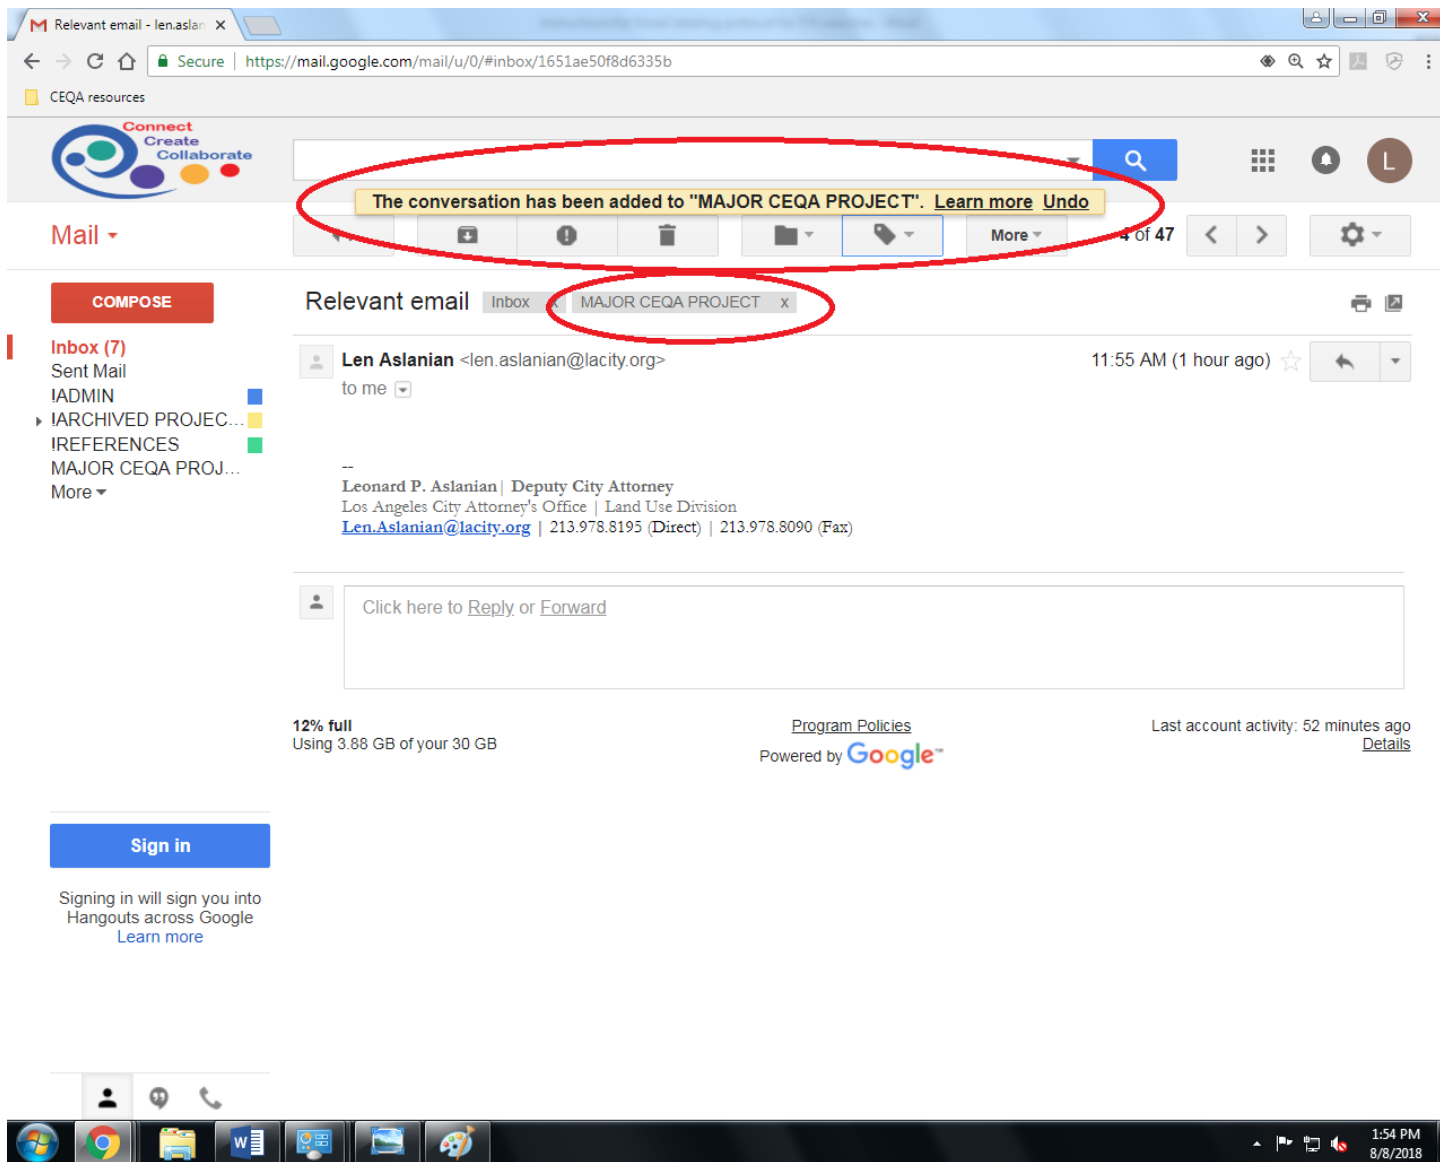 Relevant email - len.aslan
Secure | https://mail.google.com/mail/u/0/#inbox/1651ae50f8d6335b
CEQA resources
Connect
Create
Collaborate
L
The conversation has been added to "MAJOR CEQA PROJECT". Learn more Undo
Mail
More
4 of 47
COMPOSE
Relevant email Inbox x MAJOR CEQA PROJECT x
Inbox (7)
Sent Mail
!ADMIN
!ARCHIVED PROJEC...
!REFERENCES
MAJOR CEQA PROJ...
More
Len Aslanian <len.aslanian@lacity.org>
11:55 AM (1 hour ago)
to me
--
Leonard P. Aslanian| Deputy City Attorney
Los Angeles City Attorney's Office | Land Use Division
Len.Aslanian@lacity.org | 213.978.8195 (Direct) | 213.978.8090 (Fax)
Click here to Reply or Forward
12% full
Using 3.88 GB of your 30 GB
Program Policies
Powered by Google™
Last account activity: 52 minutes ago
Details
Sign in
Signing in will sign you into
Hangouts across Google
Learn more
1:54 PM
8/8/2018